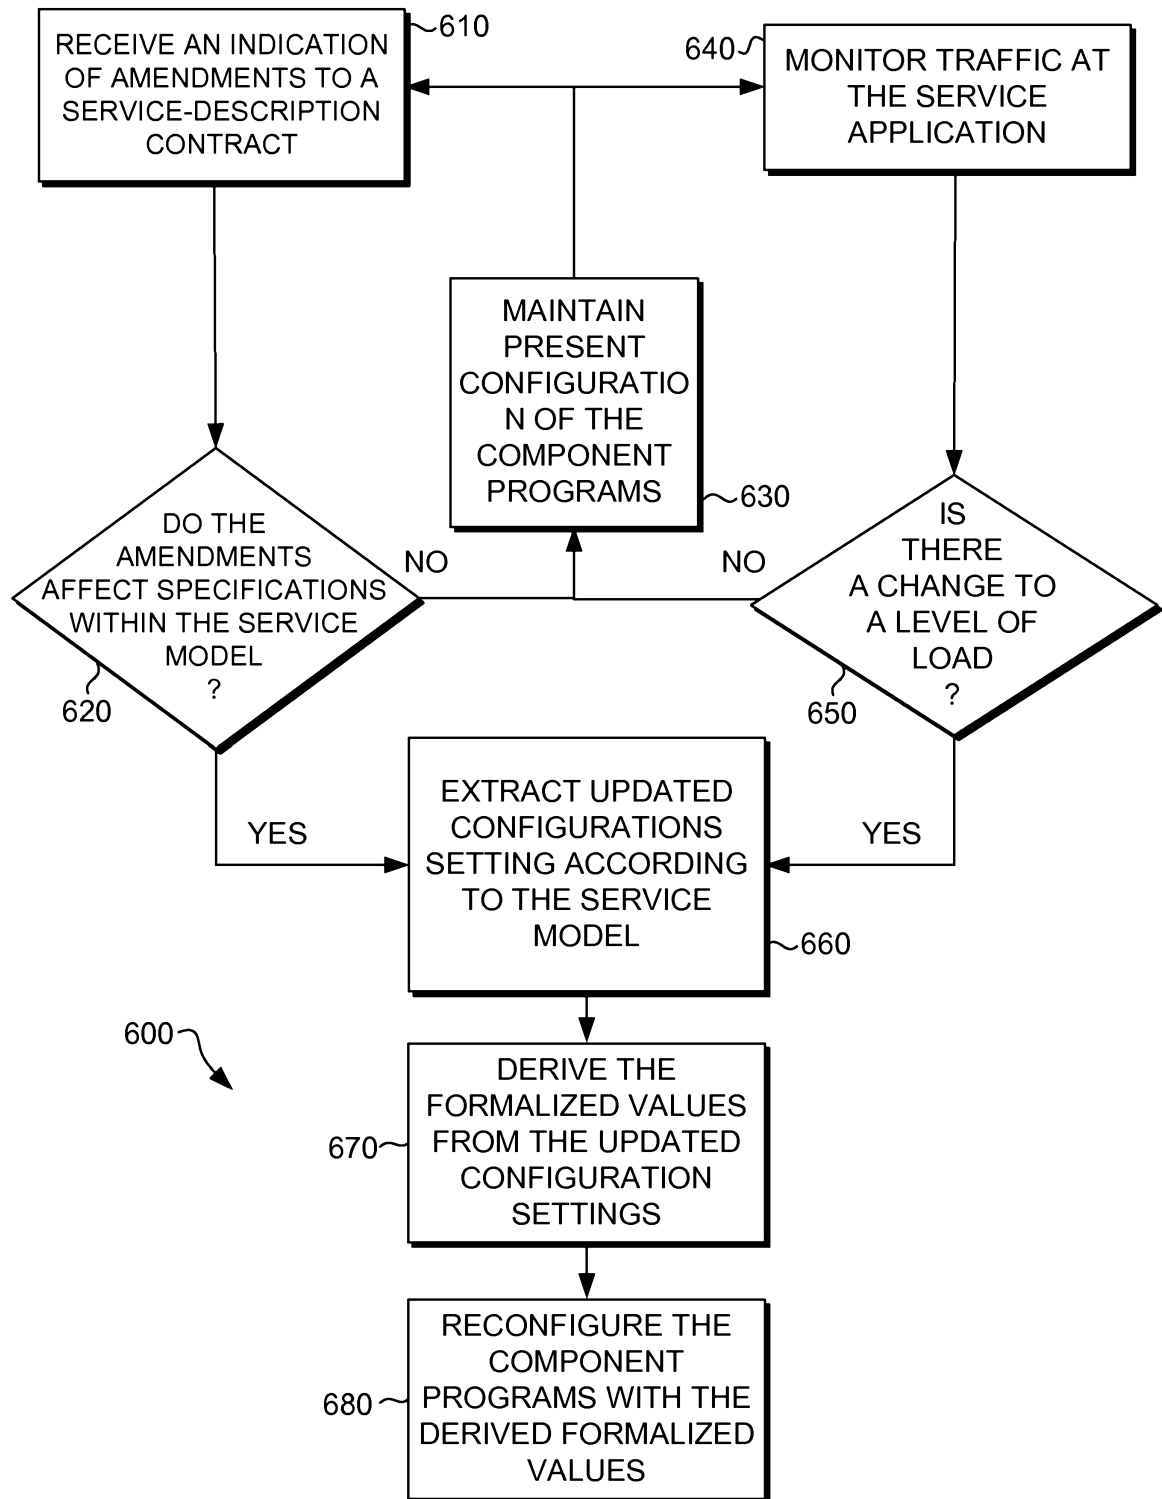 RECEIVE AN INDICATION
OF AMENDMENTS TO A
SERVICE-DESCRIPTION
CONTRACT
610
640
MONITOR TRAFFIC AT
THE SERVICE
APPLICATION
MAINTAIN
PRESENT
CONFIGURATIO
N OF THE
COMPONENT
PROGRAMS
630
DO THE
AMENDMENTS
AFFECT SPECIFICATIONS
WITHIN THE SERVICE
MODEL
?
620
NO
NO
IS
THERE
A CHANGE TO
A LEVEL OF
LOAD
?
650
YES
YES
EXTRACT UPDATED
CONFIGURATIONS
SETTING ACCORDING
TO THE SERVICE
MODEL
660
600
DERIVE THE
FORMALIZED VALUES
FROM THE UPDATED
CONFIGURATION
SETTINGS
670
RECONFIGURE THE
COMPONENT
PROGRAMS WITH THE
DERIVED FORMALIZED
VALUES
680